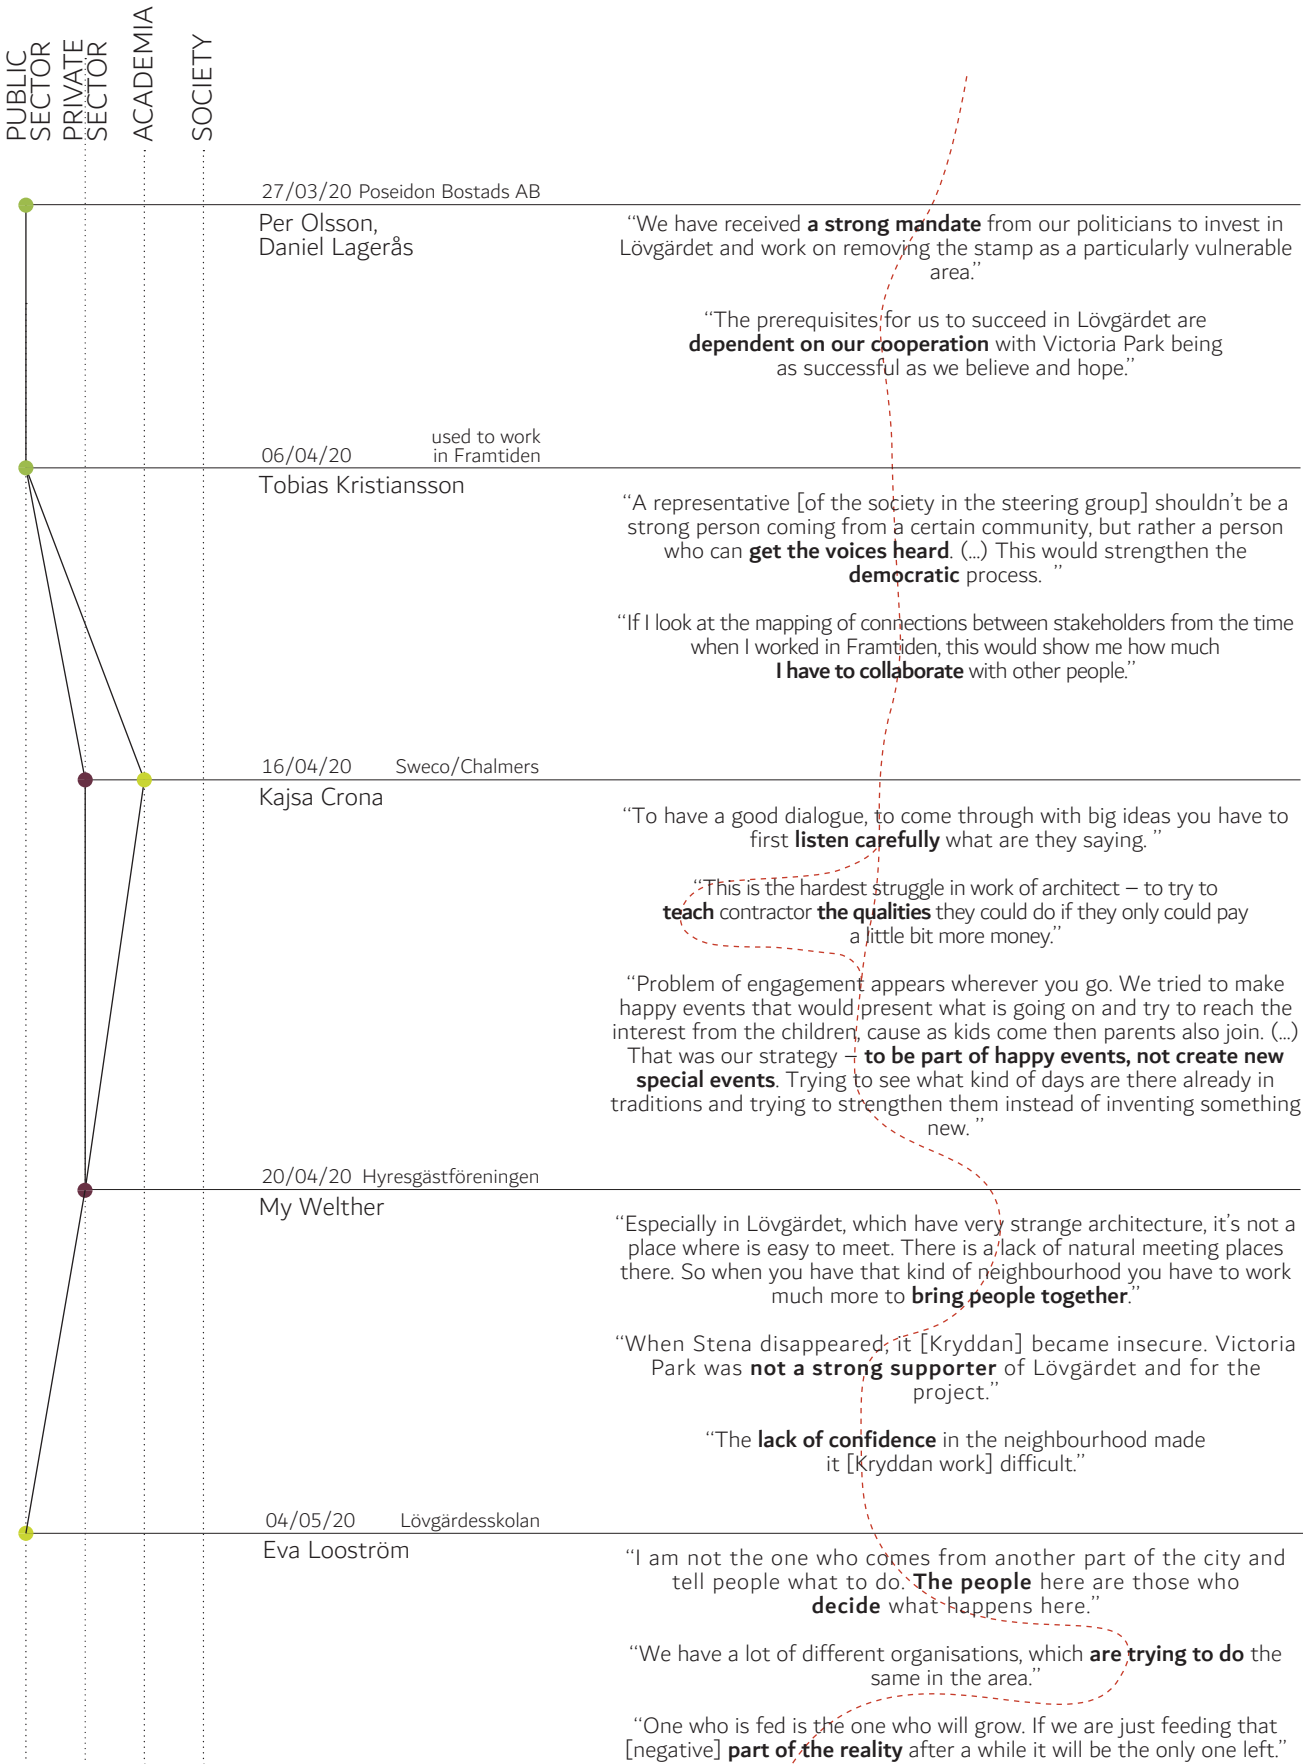 PUBLIC
SECTOR
PRIVATE
SECTOR
ACADEMIA
SOCIETY
27/03/20 Poseidon Bostads AB
Per Olsson,
Daniel Lagerås
“We have received a strong mandate from our politicians to invest in
Lövgärdet and work on removing the stamp as a particularly vulnerable
area.”
“The prerequisites for us to succeed in Lövgärdet are
dependent on our cooperation with Victoria Park being
as successful as we believe and hope.”
used to work
06/04/20 in Framtiden
Tobias Kristiansson
“A representative [of the society in the steering group] shouldn’t be a
strong person coming from a certain community, but rather a person
who can get the voices heard. (...) This would strengthen the
democratic process. ”
“If I look at the mapping of connections between stakeholders from the time
when I worked in Framtiden, this would show me how much
I have to collaborate with other people.”
16/04/20 Sweco/Chalmers
Kajsa Crona
“To have a good dialogue, to come through with big ideas you have to
first listen carefully what are they saying. ”
“This is the hardest struggle in work of architect – to try to
teach contractor the qualities they could do if they only could pay
a little bit more money.”
“Problem of engagement appears wherever you go. We tried to make
happy events that would present what is going on and try to reach the
interest from the children, cause as kids come then parents also join. (...)
That was our strategy – to be part of happy events, not create new
special events. Trying to see what kind of days are there already in
traditions and trying to strengthen them instead of inventing something
new. ”
20/04/20 Hyresgästföreningen
My Welther
“Especially in Lövgärdet, which have very strange architecture, it’s not a
place where is easy to meet. There is a lack of natural meeting places
there. So when you have that kind of neighbourhood you have to work
much more to bring people together.”
“When Stena disappeared, it [Kryddan] became insecure. Victoria
Park was not a strong supporter of Lövgärdet and for the
project.”
“The lack of confidence in the neighbourhood made
it [Kryddan work] difficult.”
04/05/20 Lövgärdesskolan
Eva Looström
“I am not the one who comes from another part of the city and
tell people what to do. The people here are those who
decide what happens here.”
“We have a lot of different organisations, which are trying to do the
same in the area.”
“One who is fed is the one who will grow. If we are just feeding that
[negative] part of the reality after a while it will be the only one left.”